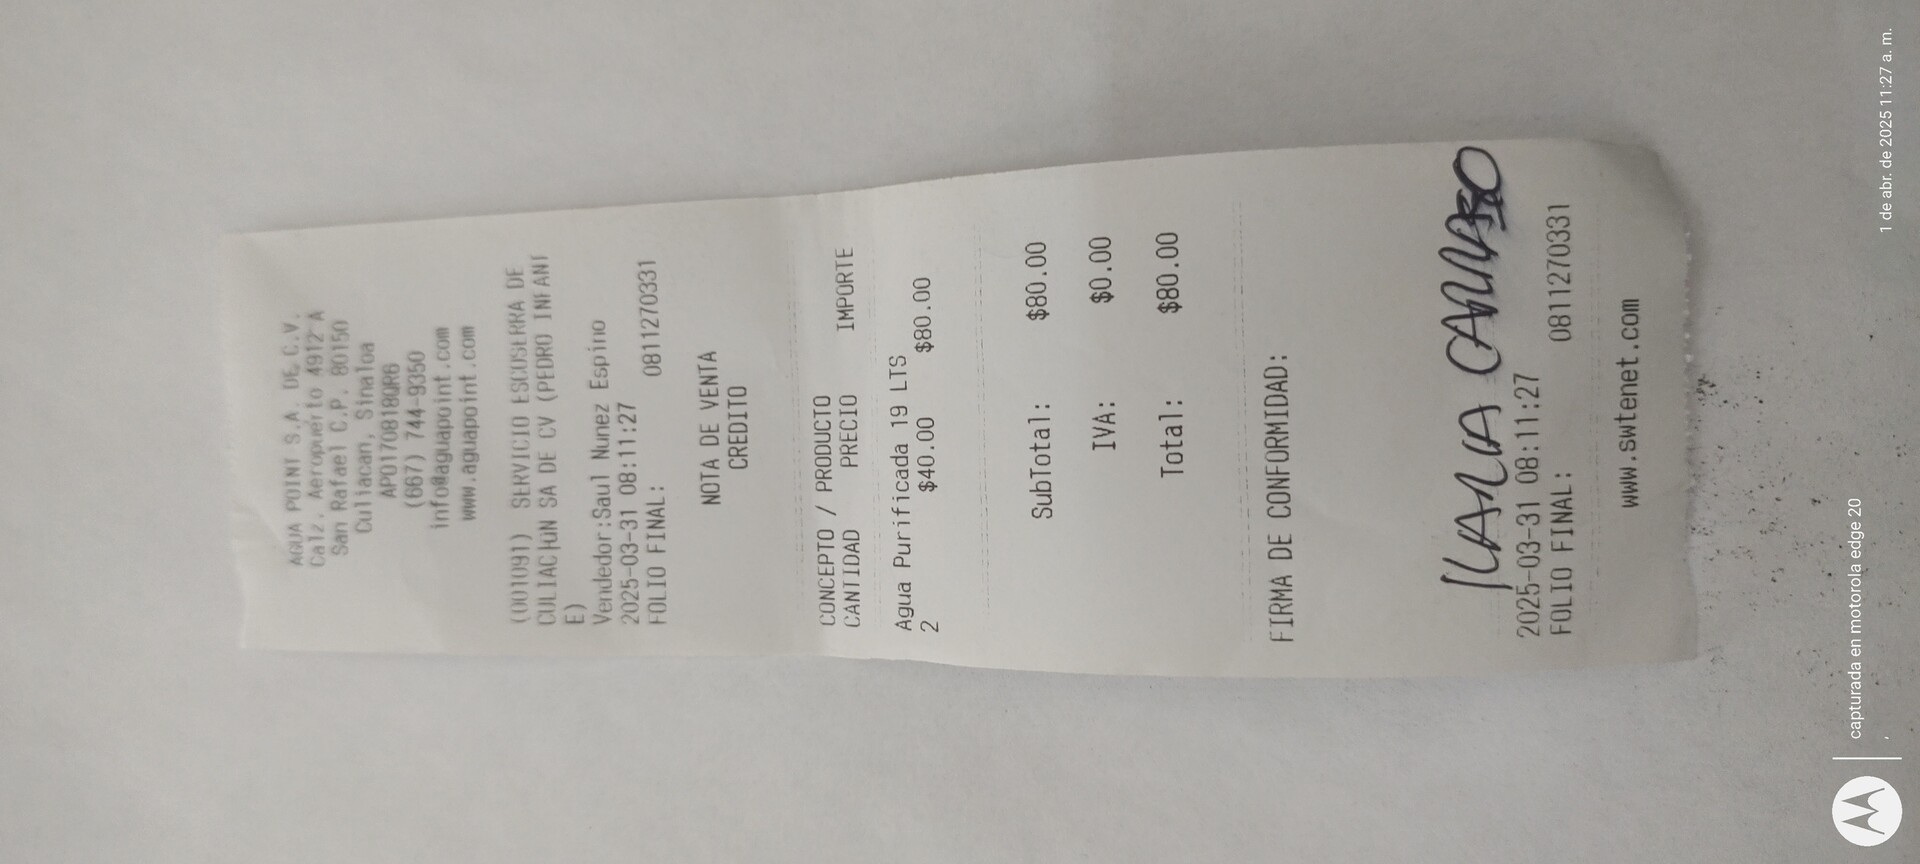 AGUA POINT S.A. DE C.V.
Calz. Aeropuerto 4912 A
San Rafael C.P. 80150
Culiacan, Sinaloa
APO170818QR6
(667) 744-9350
info@aguapoint.com
www.aguapoint.com
(001091) SERVICIO ESCOSERRA DE
CULIACHUN SA DE CV (PEDRO INFANT
E)
Vendedor:Saul Nunez Espino
2025-03-31 08:11:27
FOLIO FINAL: 0811270331
NOTA DE VENTA
CREDITO
CONCEPTO / PRODUCTO
CANTIDAD PRECIO IMPORTE
Agua Purificada 19 LTS
2 $40.00 $80.00
SubTotal: $80.00
IVA: $0.00
Total: $80.00
FIRMA DE CONFORMIDAD:
2025-03-31 08:11:27
FOLIO FINAL: 0811270331
www.swtenet.com
capturada en motorola edge 20
1 de abr. de 2025 11:27 a. m.